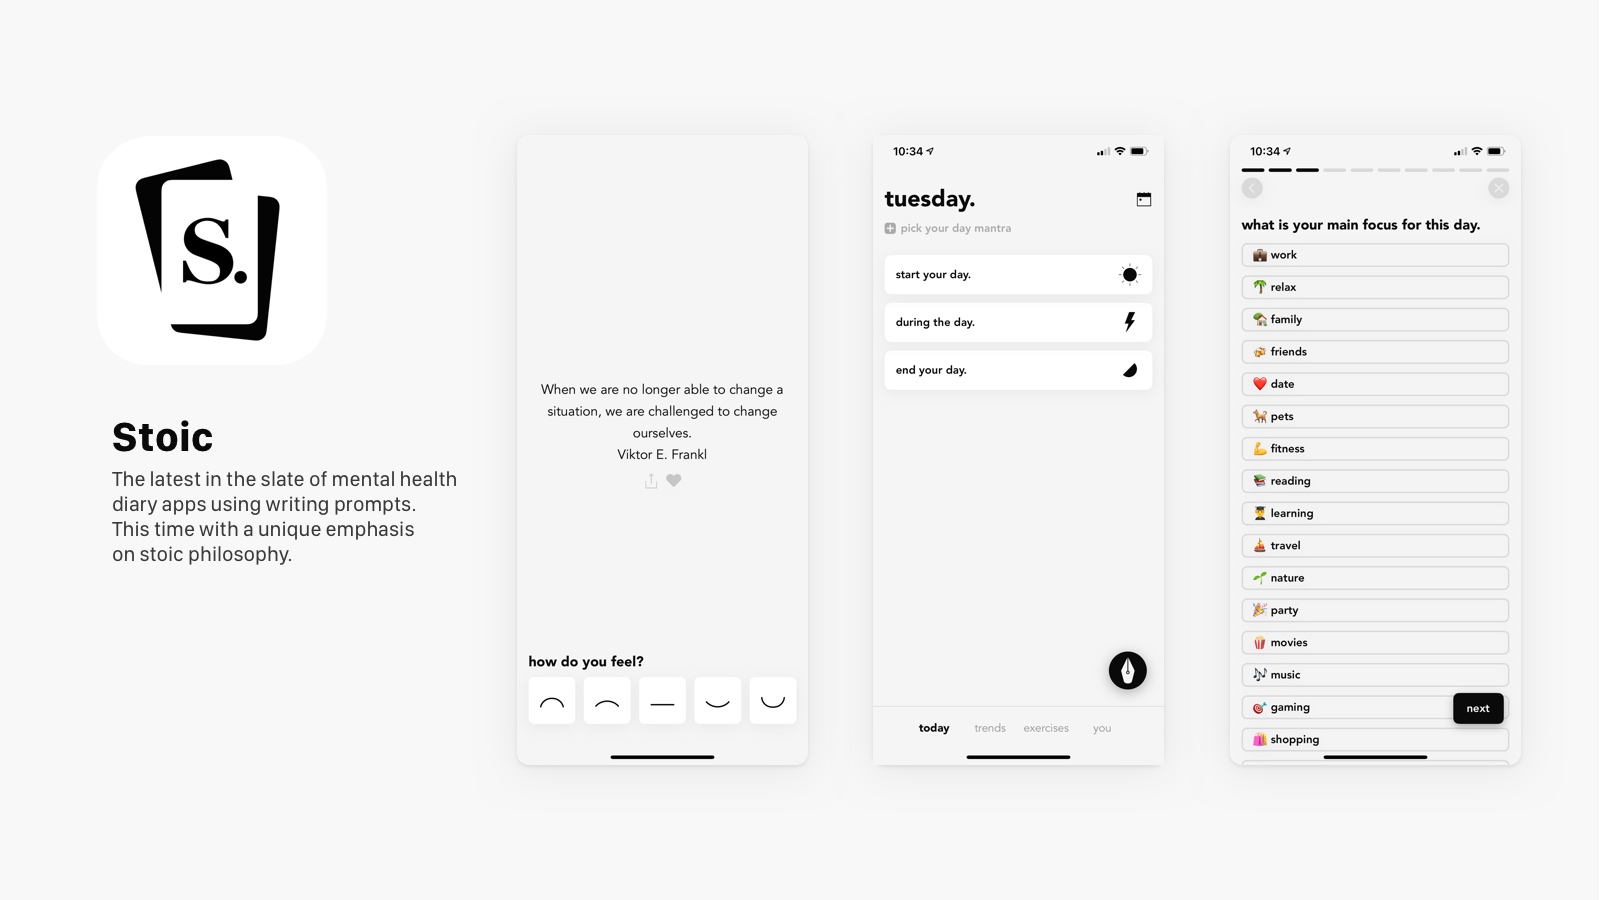 S.
Stoic
The latest in the slate of mental health
diary apps using writing prompts.
This time with a unique emphasis
on stoic philosophy.
When we are no longer able to change a
situation, we are challenged to change
ourselves.
Viktor E. Frankl
how do you feel?
10:34
tuesday.
pick your day mantra
start your day.
during the day.
end your day.
today trends exercises you
10:34
what is your main focus for this day.
work
relax
family
friends
date
pets
fitness
reading
learning
travel
nature
party
movies
music
gaming
next
shopping